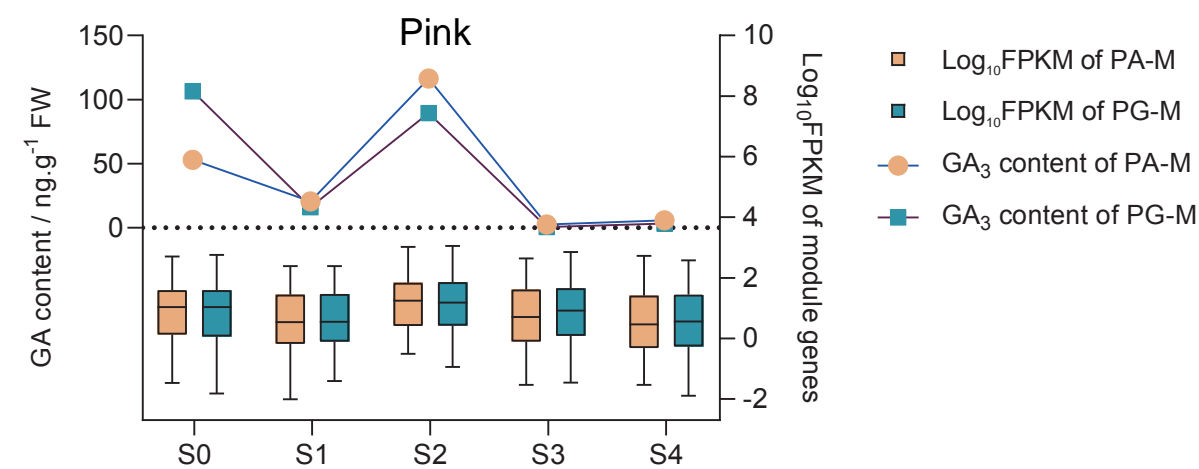 Pink
150
100
50
0
GA content / ng.g⁻¹ FW
10
8
6
4
2
0
-2
Log₁₀FPKM of module genes
S0 S1 S2 S3 S4
Log₁₀FPKM of PA-M
Log₁₀FPKM of PG-M
GA₃ content of PA-M
GA₃ content of PG-M